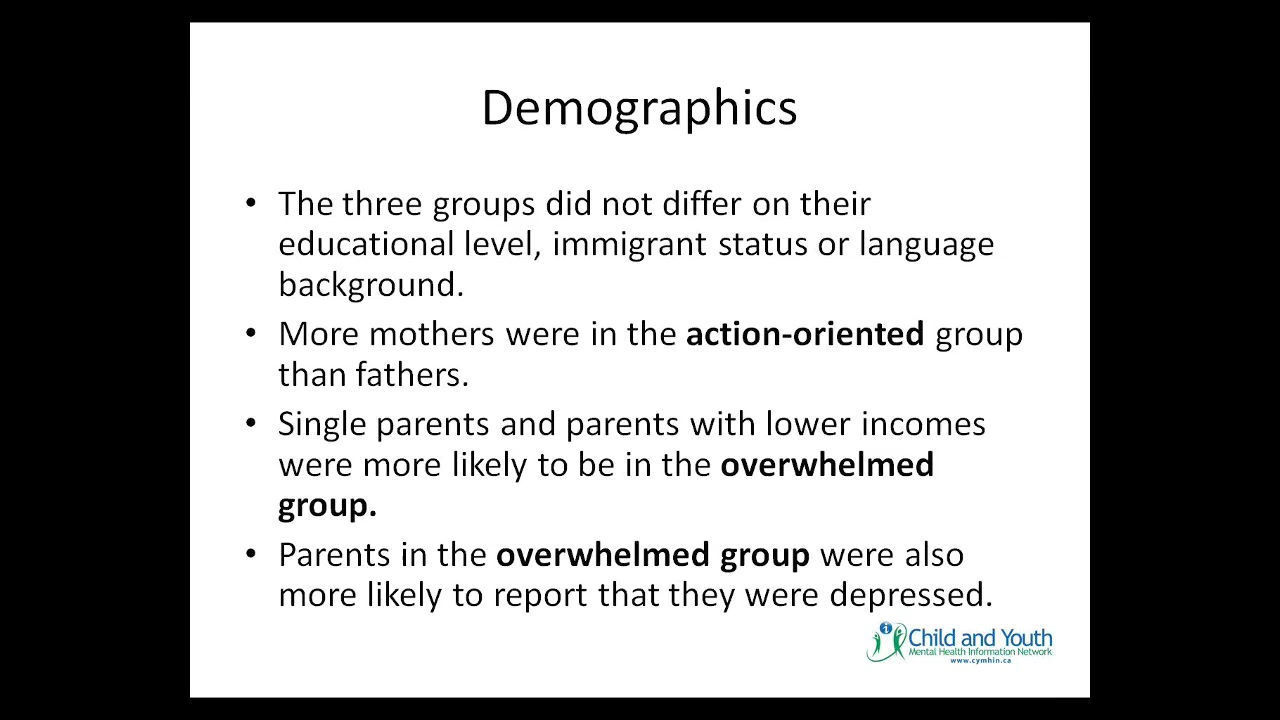 Demographics
• The three groups did not differ on their
educational level, immigrant status or language
background.
• More mothers were in the action-oriented group
than fathers.
• Single parents and parents with lower incomes
were more likely to be in the overwhelmed
group.
• Parents in the overwhelmed group were also
more likely to report that they were depressed.
i
Child and Youth
Mental Health Information Network
www.cymhin.ca